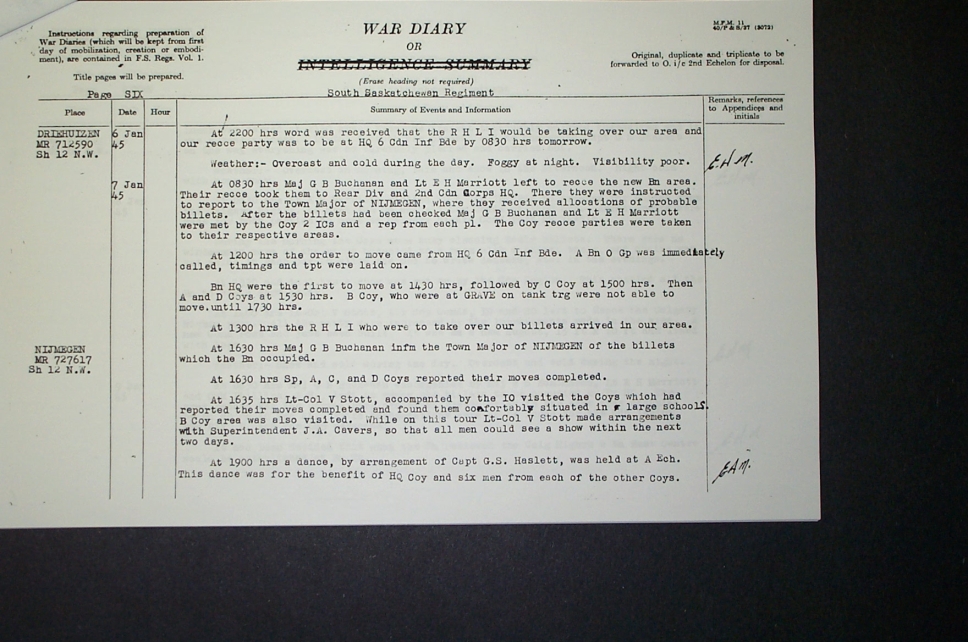 Instructions regarding preparation of
War Diaries (which will be kept from first
day of mobilization, creation or embodi-
ment), are contained in F.S. Regs. Vol. 1.
Title pages will be prepared.
WAR DIARY
OR
INTELLIGENCE SUMMARY
(Erase heading not required)
M.F.M. 11
Original, duplicate and triplicate to be
forwarded to O. i/c 2nd Echelon for disposal.
Page SIX
South Saskatchewan Regiment
Place
Date
Hour
Summary of Events and Information
Remarks, references
to Appendices and
initials
DRIEHUIZEN
MR 712590
Sh 12 N.W.
6 Jan
45
At 2200 hrs word was received that the R H L I would be taking over our area and
our recce party was to be at HQ 6 Cdn Inf Bde by 0830 hrs tomorrow.
Weather:- Overcast and cold during the day. Foggy at night. Visibility poor.
7 Jan
45
At 0830 hrs Maj G B Buchanan and Lt E H Marriott left to recce the new Bn area.
Their recce took them to Rear Div and 2nd Cdn Corps HQ. There they were instructed
to report to the Town Major of NIJMEGEN, where they received allocations of probable
billets. After the billets had been checked Maj G B Buchanan and Lt E H Marriott
were met by the Coy 2 ICs and a rep from each pl. The Coy recce parties were taken
to their respective areas.
At 1200 hrs the order to move came from HQ 6 Cdn Inf Bde. A Bn O Gp was immediately
called, timings and tpt were laid on.
Bn HQ were the first to move at 1430 hrs, followed by C Coy at 1500 hrs. Then
A and D Coys at 1530 hrs. B Coy, who were at GRAVE on tank trg were not able to
move.until 1730 hrs.
At 1300 hrs the R H L I who were to take over our billets arrived in our area.
NIJMEGEN
MR 727617
Sh 12 N.W.
At 1630 hrs Maj G B Buchanan infm the Town Major of NIJMEGEN of the billets
which the Bn occupied.
At 1630 hrs Sp, A, C, and D Coys reported their moves completed.
At 1635 hrs Lt-Col V Stott, accompanied by the IO visited the Coys which had
reported their moves completed and found them comfortably situated in large schools.
B Coy area was also visited. While on this tour Lt-Col V Stott made arrangements
with Superintendent J.A. Cavers, so that all men could see a show within the next
two days.
At 1900 hrs a dance, by arrangement of Capt G.S. Haslett, was held at A Ech.
This dance was for the benefit of HQ Coy and six men from each of the other Coys.